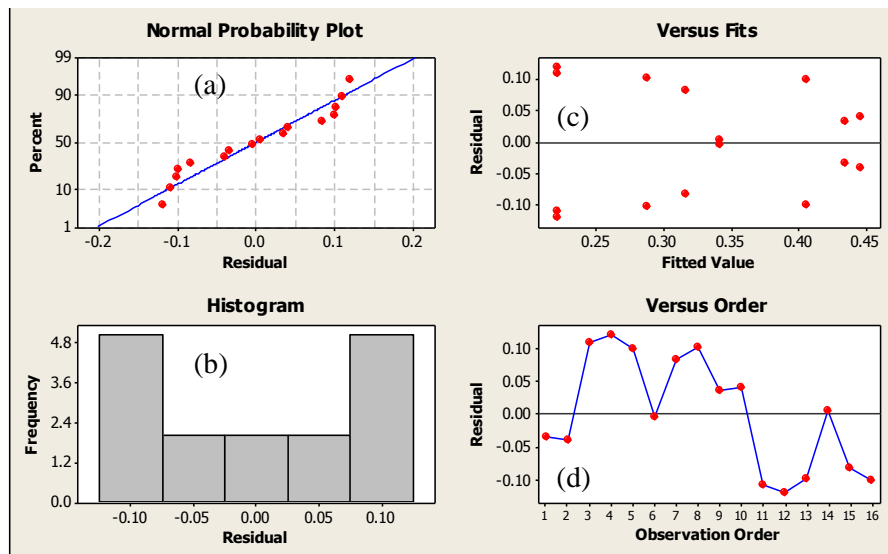 Normal Probability Plot
99
90
50
10
1
Percent
(a)
-0.2 -0.1 0.0 0.1 0.2
Residual
Versus Fits
0.10
0.05
0.00
-0.05
-0.10
Residual
(c)
0.25 0.30 0.35 0.40 0.45
Fitted Value
Histogram
4.8
3.6
2.4
1.2
0.0
Frequency
(b)
-0.10 -0.05 0.00 0.05 0.10
Residual
Versus Order
0.10
0.05
0.00
-0.05
-0.10
Residual
(d)
1 2 3 4 5 6 7 8 9 10 11 12 13 14 15 16
Observation Order